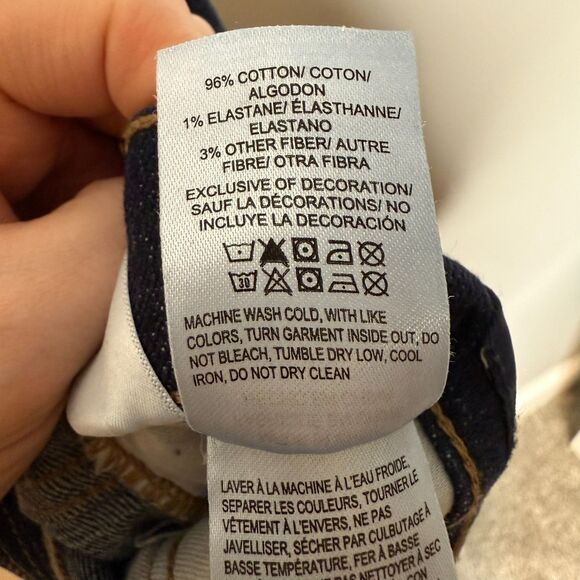 96% COTTON/ COTON/
ALGODON
1% ELASTANE/ ÉLASTHANNE/
ELASTANO
3% OTHER FIBER/ AUTRE
FIBRE/ OTRA FIBRA
EXCLUSIVE OF DECORATION/
SAUF LA DÉCORATIONS/ NO
INCLUYE LA DECORACIÓN
30
MACHINE WASH COLD, WITH LIKE
COLORS, TURN GARMENT INSIDE OUT, DO
NOT BLEACH, TUMBLE DRY LOW, COOL
IRON, DO NOT DRY CLEAN
LAVER À LA MACHINE À L'EAU FROIDE,
SEPARER LES COULEURS, TOURNER LE
VÊTEMENT À L'ENVERS, NE PAS
JAVELLISER, SÉCHER PAR CULBUTAGE À
BASSE TEMPÉRATURE, FER À BASSE
PAS NETTOYER À SEC